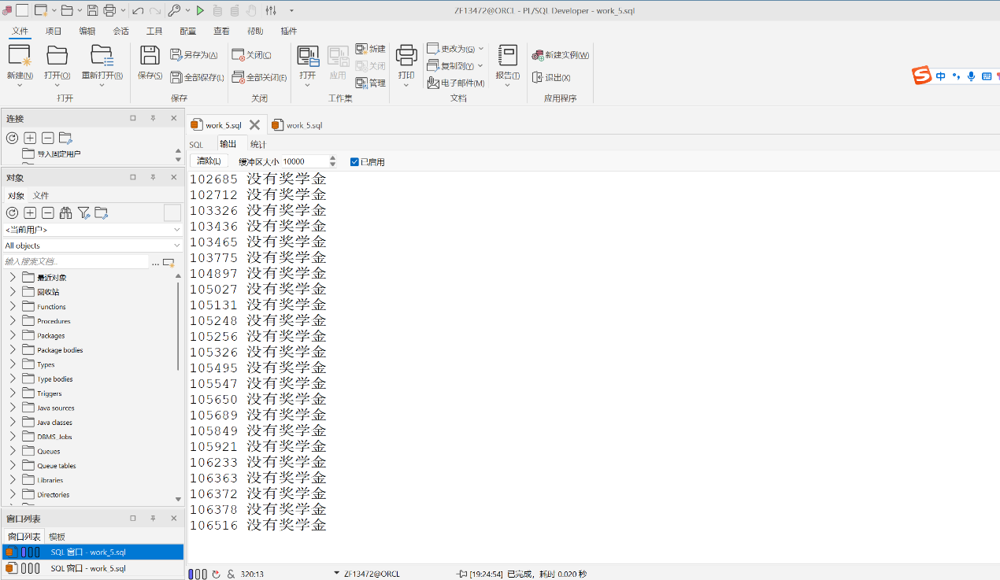 ZF13472@ORCL - PL/SQL Developer - work_5.sql
文件 项目 编辑 会话 工具 配置 查看 帮助 插件
新建(N) 打开(O) 重新打开(R) 保存(S) 另存为(A) 全部保存(L) 关闭(C) 全部关闭(E) 打开 应用 新建 关闭 管理 打印 更改为(G) 复制到(Y) 电子邮件(M) 报告(T) 新建实例(W) 退出(X)
打开 保存 关闭 工作集 文档 应用程序
中
连接
导入固定用户
对象
对象 文件
<当前用户>
All objects
输入搜索文档...
最近对象
回收站
Functions
Procedures
Packages
Package bodies
Types
Type bodies
Triggers
Java sources
Java classes
DBMS_Jobs
Queues
Queue tables
Libraries
Directories
窗口列表
窗口列表 模板
SQL 窗口 - work_5.sql
SQL 窗口 - work_5.sql
work_5.sql work_5.sql
SQL 输出 统计
清除(L) 缓冲区大小 10000 已启用
102685 没有奖学金
102712 没有奖学金
103326 没有奖学金
103436 没有奖学金
103465 没有奖学金
103775 没有奖学金
104897 没有奖学金
105027 没有奖学金
105131 没有奖学金
105248 没有奖学金
105256 没有奖学金
105326 没有奖学金
105495 没有奖学金
105547 没有奖学金
105650 没有奖学金
105689 没有奖学金
105849 没有奖学金
105921 没有奖学金
106233 没有奖学金
106363 没有奖学金
106372 没有奖学金
106378 没有奖学金
106516 没有奖学金
& 320:13 ZF13472@ORCL [19:24:54] 已完成，耗时 0.020 秒